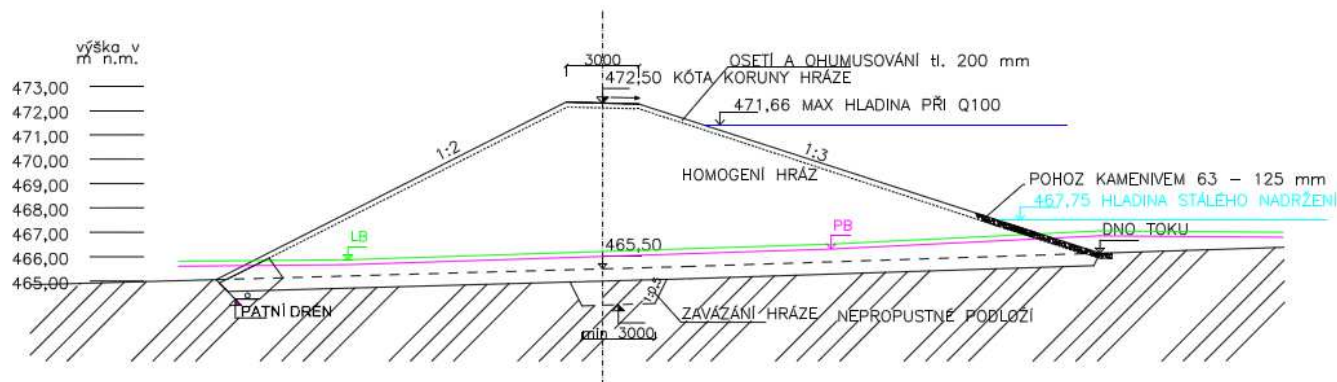 výška v
m n.m.
473,00
472,00
471,00
470,00
469,00
468,00
467,00
466,00
465,00
3000
OSETÍ A OHUMUSOVÁNÍ tl. 200 mm
472,50 KÓTA KORUNY HRÁZE
471,66 MAX HLADINA PŘI Q100
1:2
1:3
HOMOGENÍ HRÁZ
POHOZ KAMENIVEM 63 – 125 mm
467,75 HLADINA STÁLÉHO NADRŽENÍ
LB
PB
DNO TOKU
465,50
1:0,5
PATNÍ DRÉN
ZAVÁZÁNÍ HRÁZE
NEPROPUSTNÉ PODLOŽÍ
min 3000